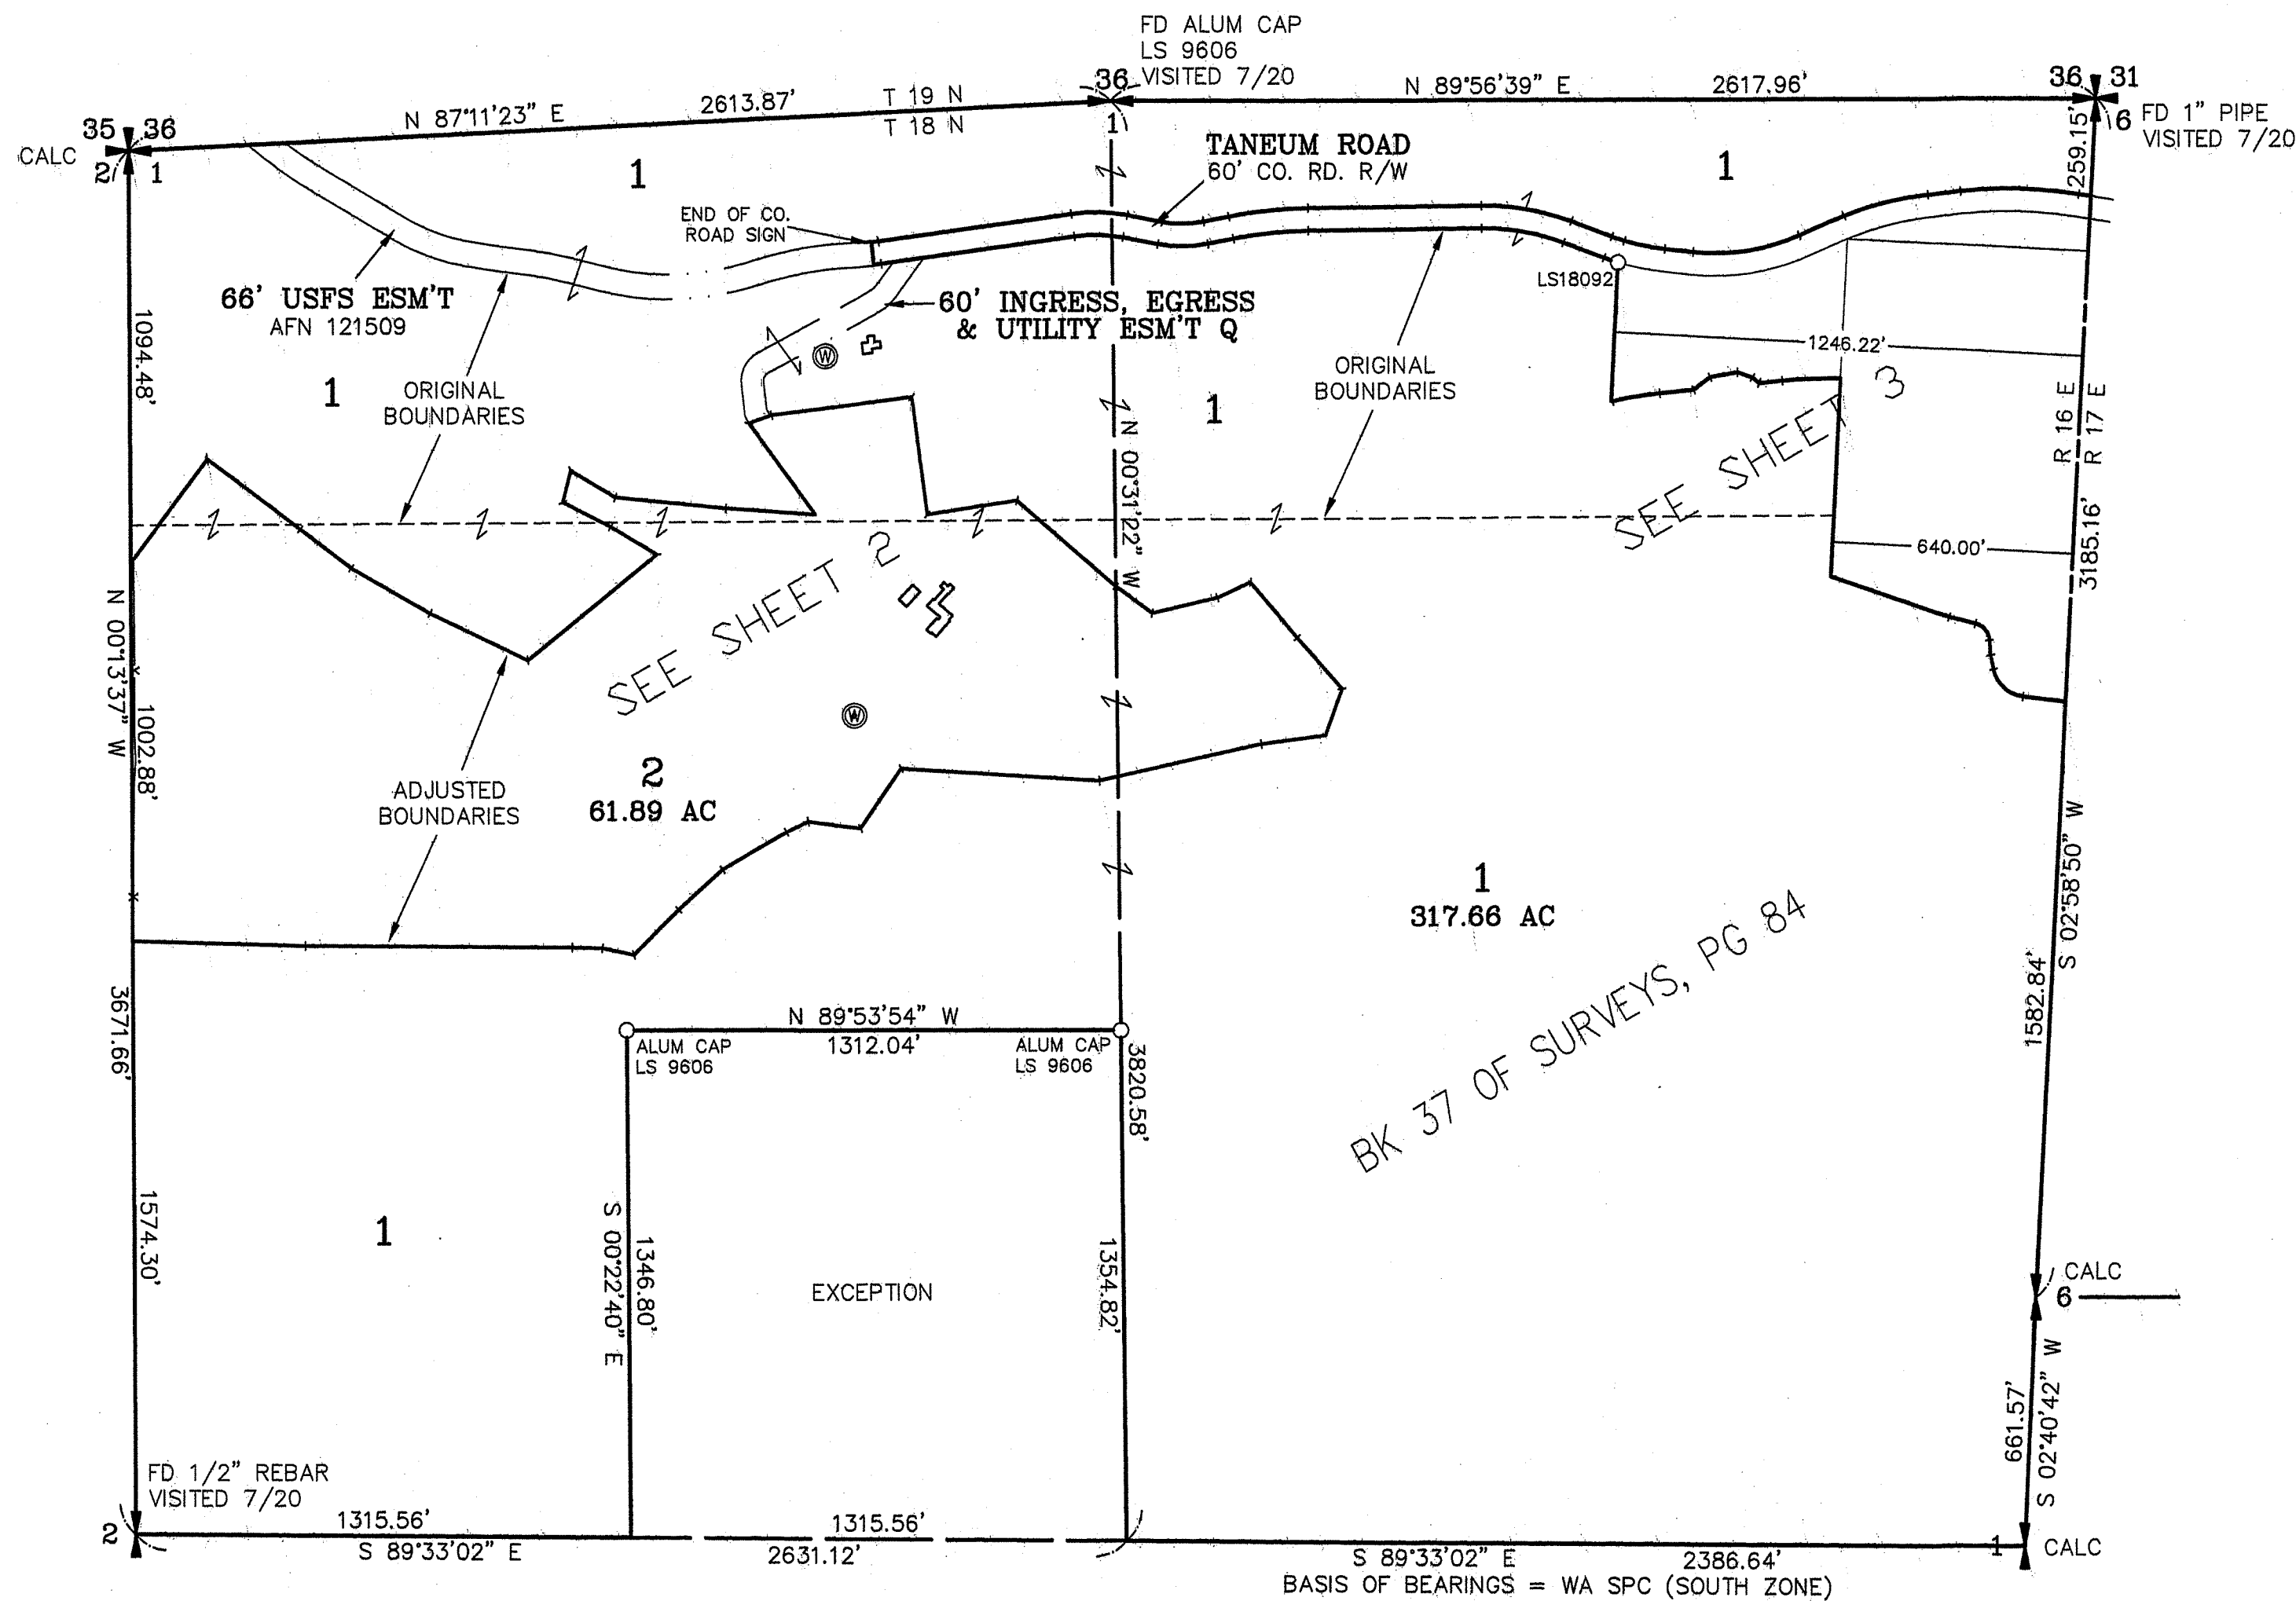 FD ALUM CAP
LS 9606
VISITED 7/20
36
N 87°11'23" E
2613.87'
T 19 N
T 18 N
1
N 89°56'39" E
2617.96'
36 31
6
FD 1" PIPE
VISITED 7/20
35 36
CALC
2 1
1
TANEUM ROAD
60' CO. RD. R/W
1
259.15'
END OF CO.
ROAD SIGN
66' USFS ESM'T
AFN 121509
60' INGRESS, EGRESS
& UTILITY ESM'T Q
LS18092
1094.48'
W
1246.22'
1
ORIGINAL
BOUNDARIES
ORIGINAL
BOUNDARIES
1
R 16 E
R 17 E
N 00°31'22" W
SEE SHEET 3
SEE SHEET 2
640.00'
3185.16'
N 00°13'37" W
1002.88'
W
ADJUSTED
BOUNDARIES
2
61.89 AC
1
317.66 AC
S 02°58'50" W
1582.84'
BK 37 OF SURVEYS, PG 84
3671.66'
N 89°53'54" W
1312.04'
ALUM CAP
LS 9606
ALUM CAP
LS 9606
3820.58'
1574.30'
1
S 00°22'40" E
1346.80'
EXCEPTION
1354.82'
CALC
6
661.57'
S 02°40'42" W
FD 1/2" REBAR
VISITED 7/20
2
1315.56'
S 89°33'02" E
1315.56'
2631.12'
S 89°33'02" E
2386.64'
1
CALC
BASIS OF BEARINGS = WA SPC (SOUTH ZONE)